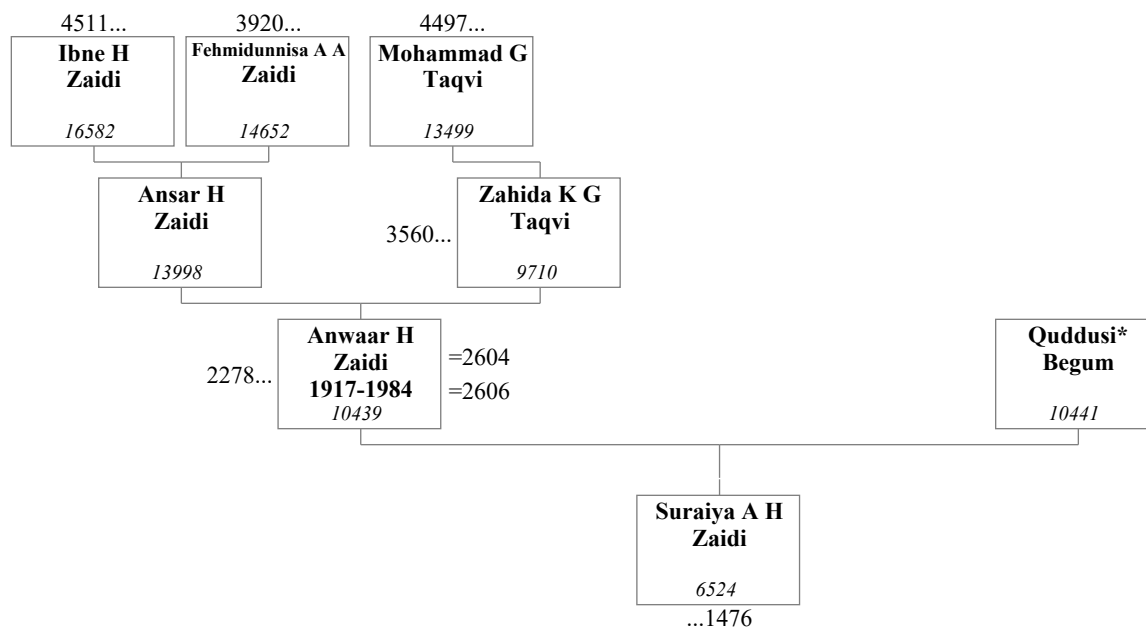 4511...
3920...
4497...
Ibne H
Zaidi
16582
Fehmidunnisa A A
Zaidi
14652
Mohammad G
Taqvi
13499
Ansar H
Zaidi
13998
3560...
Zahida K G
Taqvi
9710
2278...
Anwaar H
Zaidi
1917-1984
10439
=2604
=2606
Quddusi*
Begum
10441
Suraiya A H
Zaidi
6524
...1476